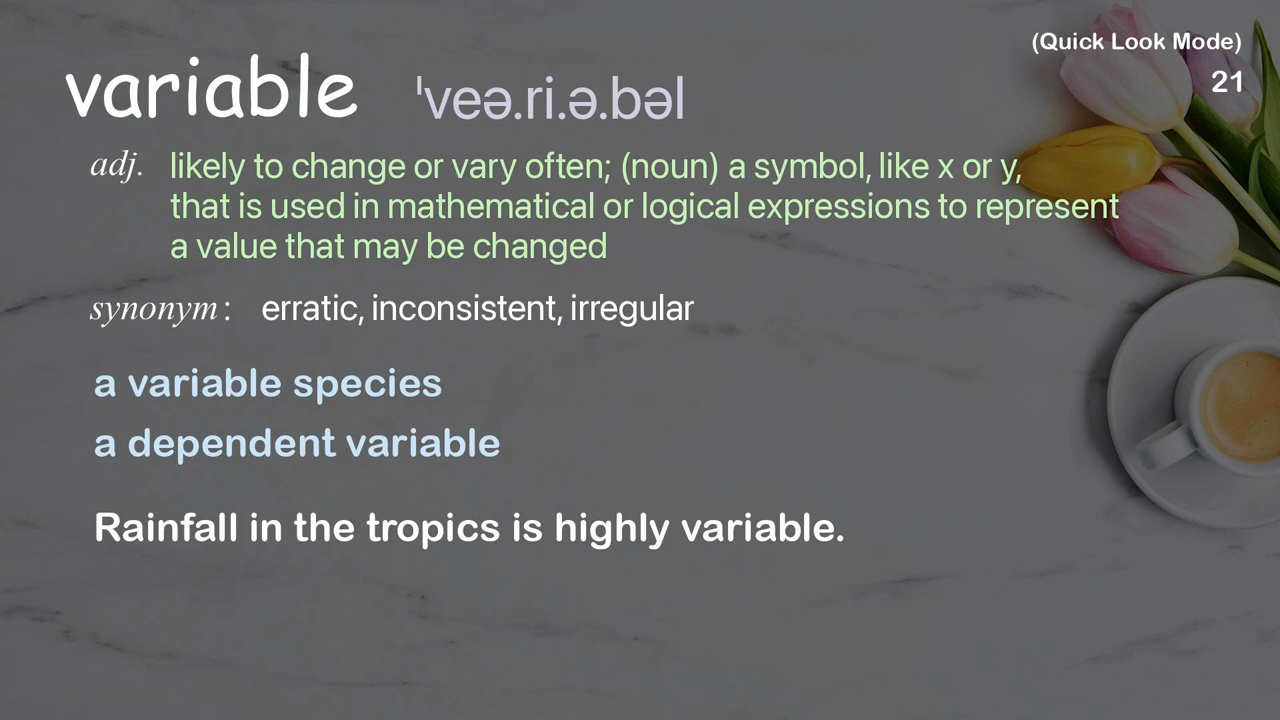 (Quick Look Mode)
21
variable ˈveə.ri.ə.bəl
adj. likely to change or vary often; (noun) a symbol, like x or y,
that is used in mathematical or logical expressions to represent
a value that may be changed
synonym : erratic, inconsistent, irregular
a variable species
a dependent variable
Rainfall in the tropics is highly variable.